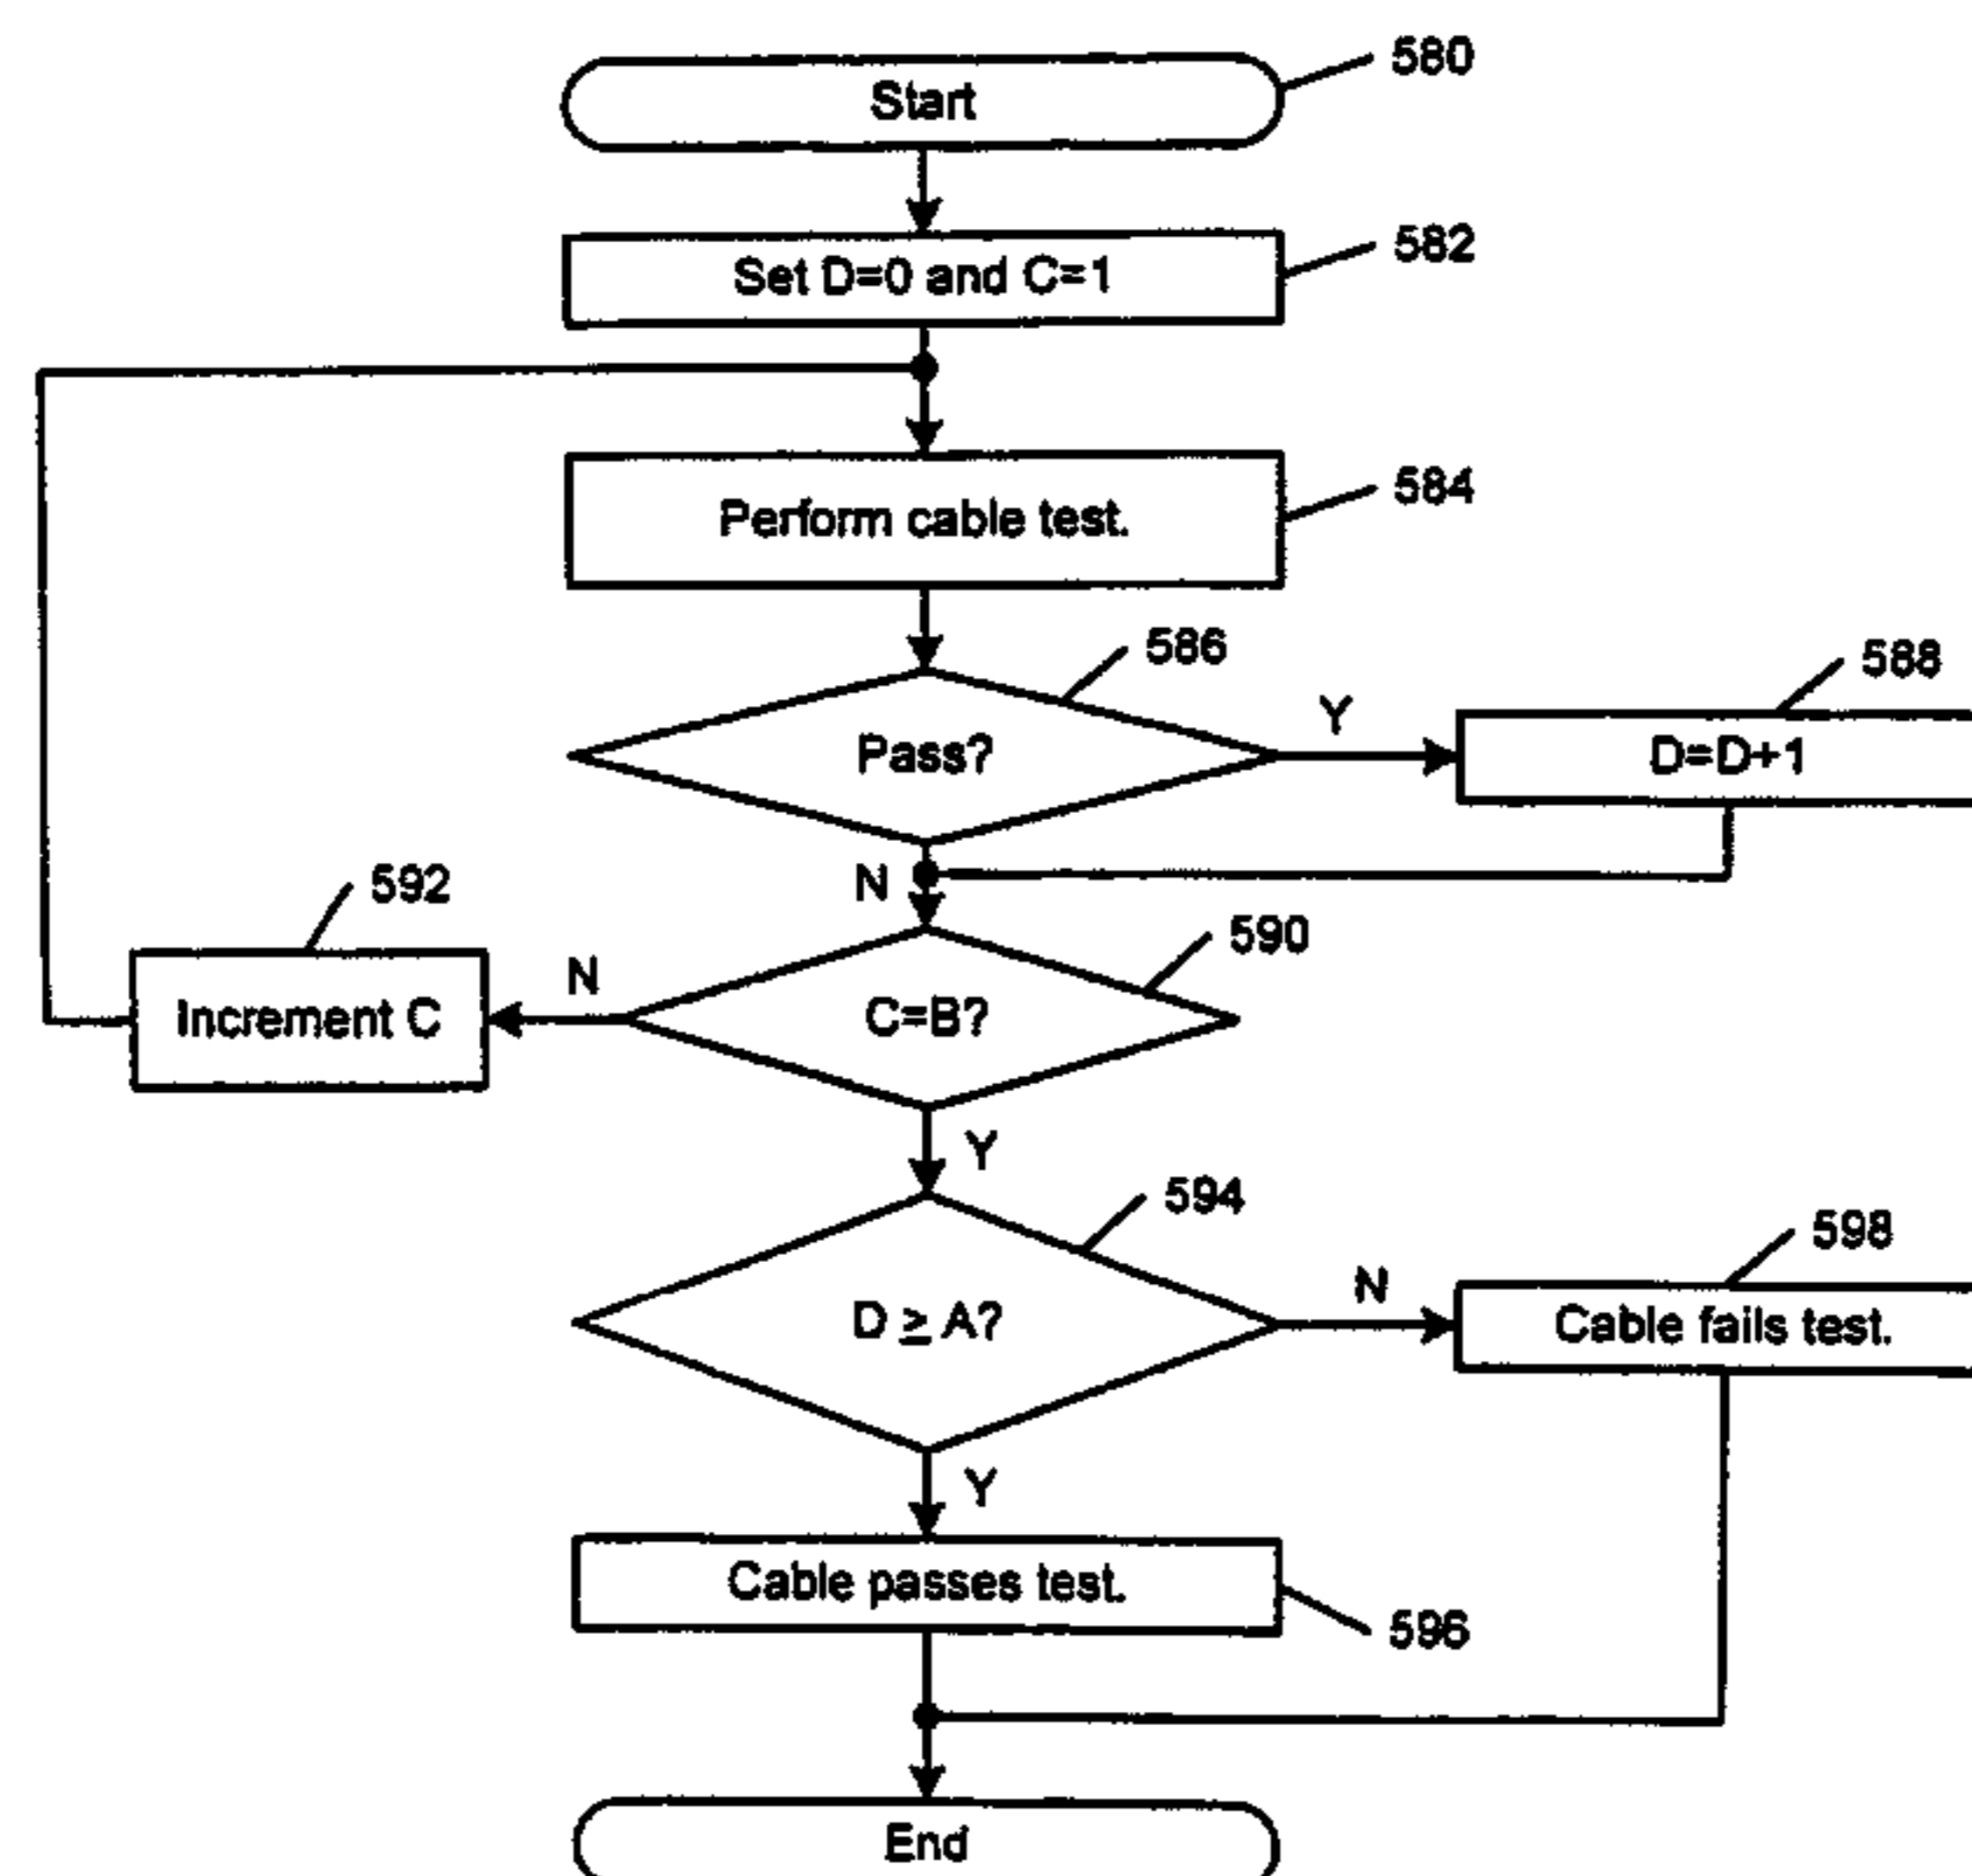 Start
580
Set D=0 and C=1
582
Perform cable test.
584
586
Pass?
Y
588
D=D+1
N
592
Increment C
N
590
C=B?
Y
594
D ≥ A?
N
598
Cable fails test.
Y
Cable passes test.
596
End